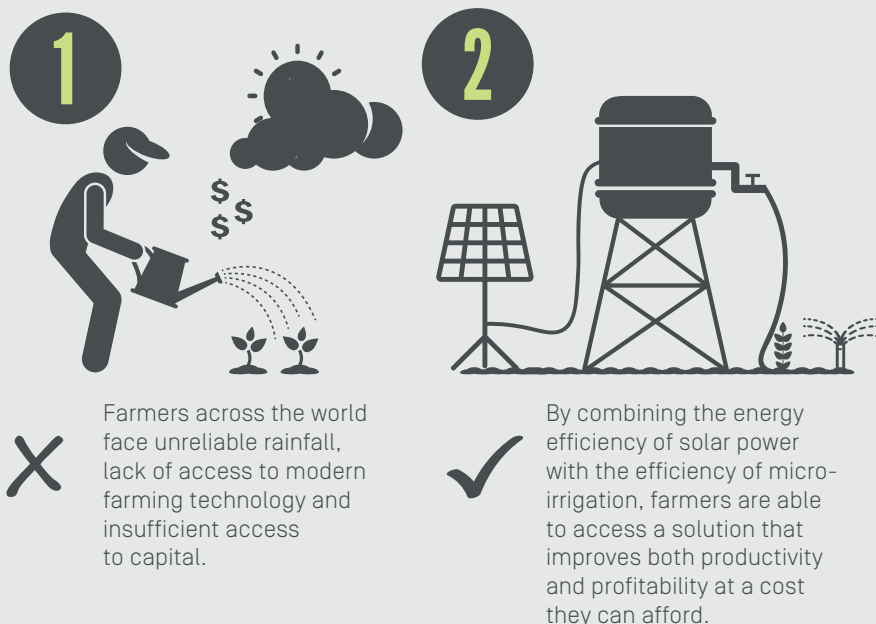 1
2
$
$
$
Farmers across the world
face unreliable rainfall,
lack of access to modern
farming technology and
insufficient access
to capital.
By combining the energy
efficiency of solar power
with the efficiency of micro-
irrigation, farmers are able
to access a solution that
improves both productivity
and profitability at a cost
they can afford.